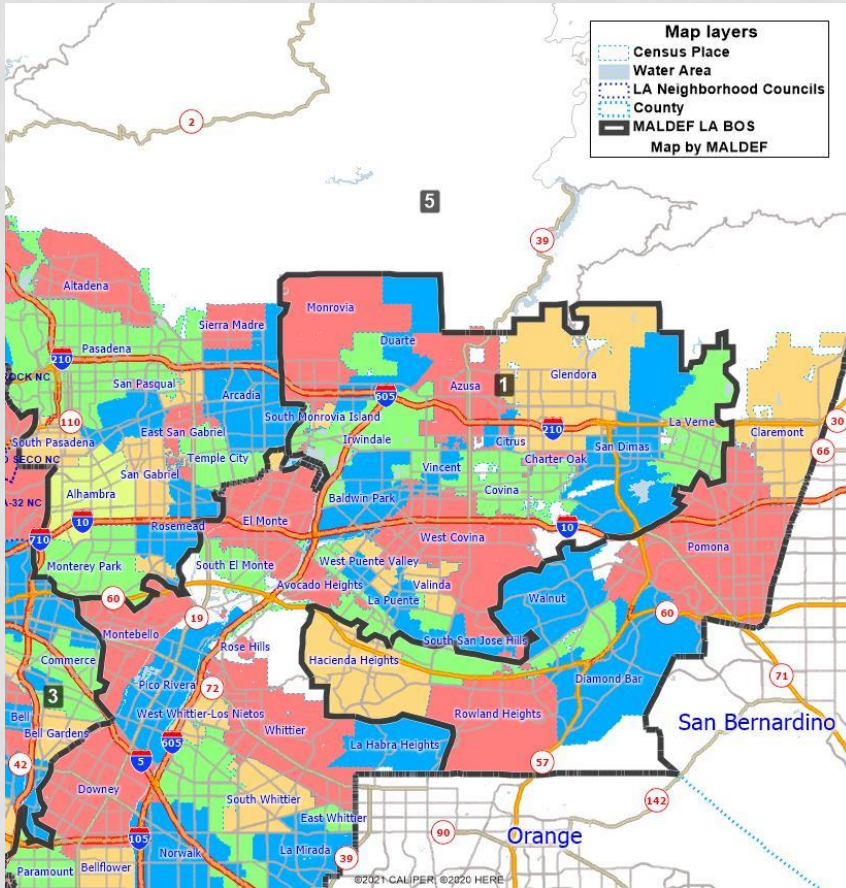 Map layers
Census Place
Water Area
LA Neighborhood Councils
County
MALDEF LA BOS
Map by MALDEF
2
5
39
Altadena
Monrovia
Sierra Madre
Duarte
Pasadena
210
ROCK NC
San Pasqual
Arcadia
605
Azusa
1
Glendora
110
South Pasadena
East San Gabriel
South Monrovia Island
Irwindale
Citrus
210
La Verne
Claremont
30
66
O SECO NC
San Gabriel
Temple City
Vincent
Charter Oak
San Dimas
A-32 NC
Alhambra
Baldwin Park
Covina
10
Rosemead
El Monte
10
710
West Covina
Pomona
Monterey Park
South El Monte
West Puente Valley
Avocado Heights
Valinda
Walnut
60
La Puente
60
19
Montebello
Rose Hills
South San Jose Hills
Commerce
Hacienda Heights
Diamond Bar
71
3
Pico Rivera
72
Bell
West Whittier-Los Nietos
Rowland Heights
San Bernardino
Bell Gardens
605
Whittier
La Habra Heights
42
5
57
Downey
South Whittier
142
105
East Whittier
90
Orange
Norwalk
La Mirada
39
Paramount
Bellflower
©2021 CALIPER; ©2020 HERE